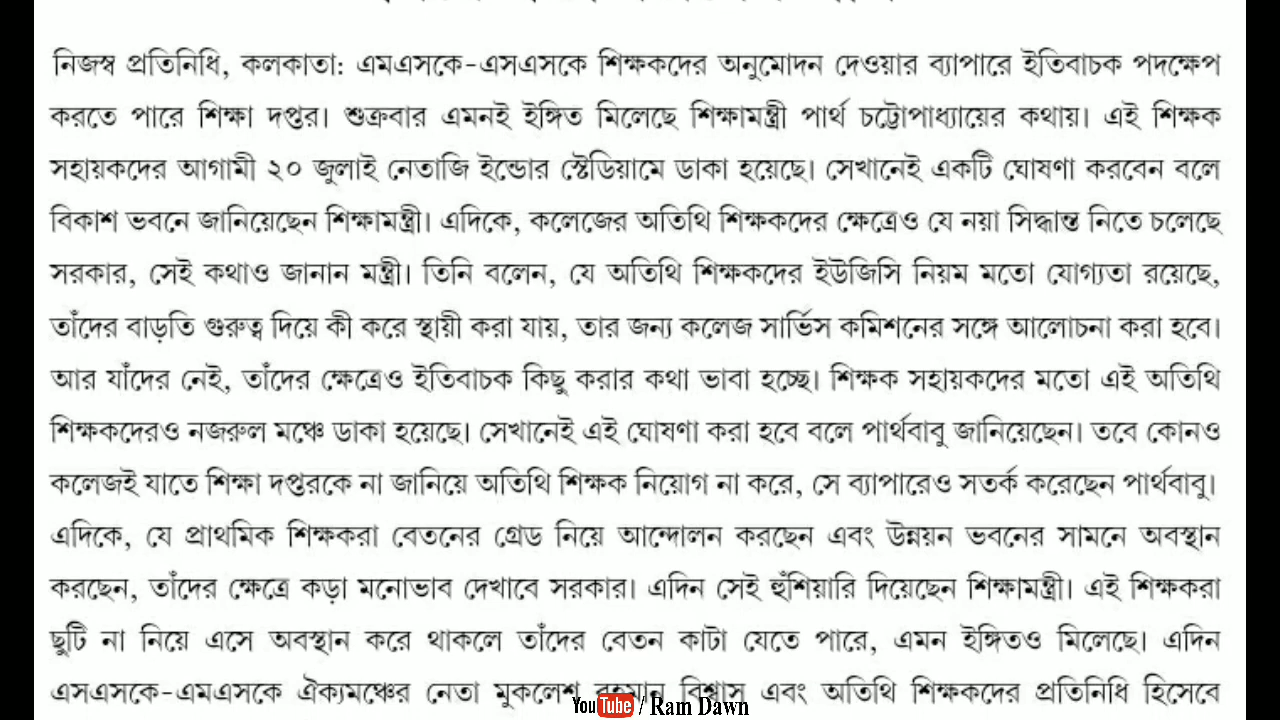 নিজস্ব প্রতিনিধি, কলকাতা: এমএসকে-এসএসকে শিক্ষকদের অনুমোদন দেওয়ার ব্যাপারে ইতিবাচক পদক্ষেপ
করতে পারে শিক্ষা দপ্তর। শুক্রবার এমনই ইঙ্গিত মিলেছে শিক্ষামন্ত্রী পার্থ চট্টোপাধ্যায়ের কথায়। এই শিক্ষক
সহায়কদের আগামী ২০ জুলাই নেতাজি ইন্ডোর স্টেডিয়ামে ডাকা হয়েছে। সেখানেই একটি ঘোষণা করবেন বলে
বিকাশ ভবনে জানিয়েছেন শিক্ষামন্ত্রী। এদিকে, কলেজের অতিথি শিক্ষকদের ক্ষেত্রেও যে নয়া সিদ্ধান্ত নিতে চলেছে
সরকার, সেই কথাও জানান মন্ত্রী। তিনি বলেন, যে অতিথি শিক্ষকদের ইউজিসি নিয়ম মতো যোগ্যতা রয়েছে,
তাঁদের বাড়তি গুরুত্ব দিয়ে কী করে স্থায়ী করা যায়, তার জন্য কলেজ সার্ভিস কমিশনের সঙ্গে আলোচনা করা হবে।
আর যাঁদের নেই, তাঁদের ক্ষেত্রেও ইতিবাচক কিছু করার কথা ভাবা হচ্ছে। শিক্ষক সহায়কদের মতো এই অতিথি
শিক্ষকদেরও নজরুল মঞ্চে ডাকা হয়েছে। সেখানেই এই ঘোষণা করা হবে বলে পার্থবাবু জানিয়েছেন। তবে কোনও
কলেজই যাতে শিক্ষা দপ্তরকে না জানিয়ে অতিথি শিক্ষক নিয়োগ না করে, সে ব্যাপারেও সতর্ক করেছেন পার্থবাবু।
এদিকে, যে প্রাথমিক শিক্ষকরা বেতনের গ্রেড নিয়ে আন্দোলন করছেন এবং উন্নয়ন ভবনের সামনে অবস্থান
করছেন, তাঁদের ক্ষেত্রে কড়া মনোভাব দেখাবে সরকার। এদিন সেই হুঁশিয়ারি দিয়েছেন শিক্ষামন্ত্রী। এই শিক্ষকরা
ছুটি না নিয়ে এসে অবস্থান করে থাকলে তাঁদের বেতন কাটা যেতে পারে, এমন ইঙ্গিতও মিলেছে। এদিন
এসএসকে-এমএসকে ঐক্যমঞ্চের নেতা মুকলেশ রহমান বিশ্বাস এবং অতিথি শিক্ষকদের প্রতিনিধি হিসেবে
YouTube / Ram Dawn